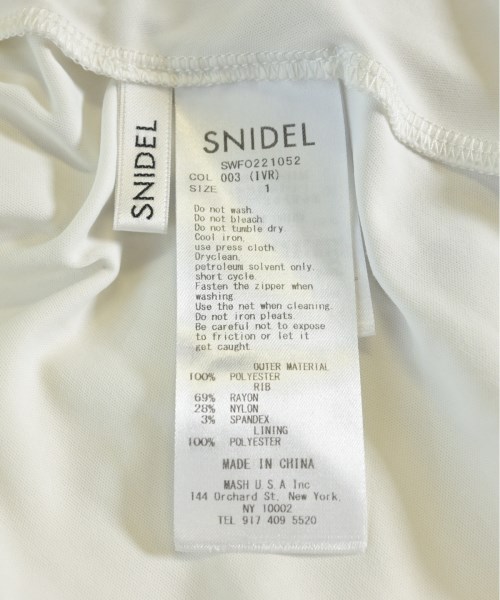 SNIDEL
SNIDEL
SWFO221052
COL 003 (IVR)
SIZE 1
Do not wash.
Do not bleach.
Do not tumble dry
Cool iron,
use press cloth.
Dryclean,
petroleum solvent only.
short cycle.
Fasten the zipper when
washing.
Use the net when cleaning.
Do not iron pleats.
Be careful not to expose
to friction or let it
get caught.
OUTER MATERIAL
100% POLYESTER
RIB
69% RAYON
28% NYLON
3% SPANDEX
LINING
100% POLYESTER
MADE IN CHINA
MASH U.S.A Inc
144 Orchard St, New York,
NY 10002
TEL 917 409 5520